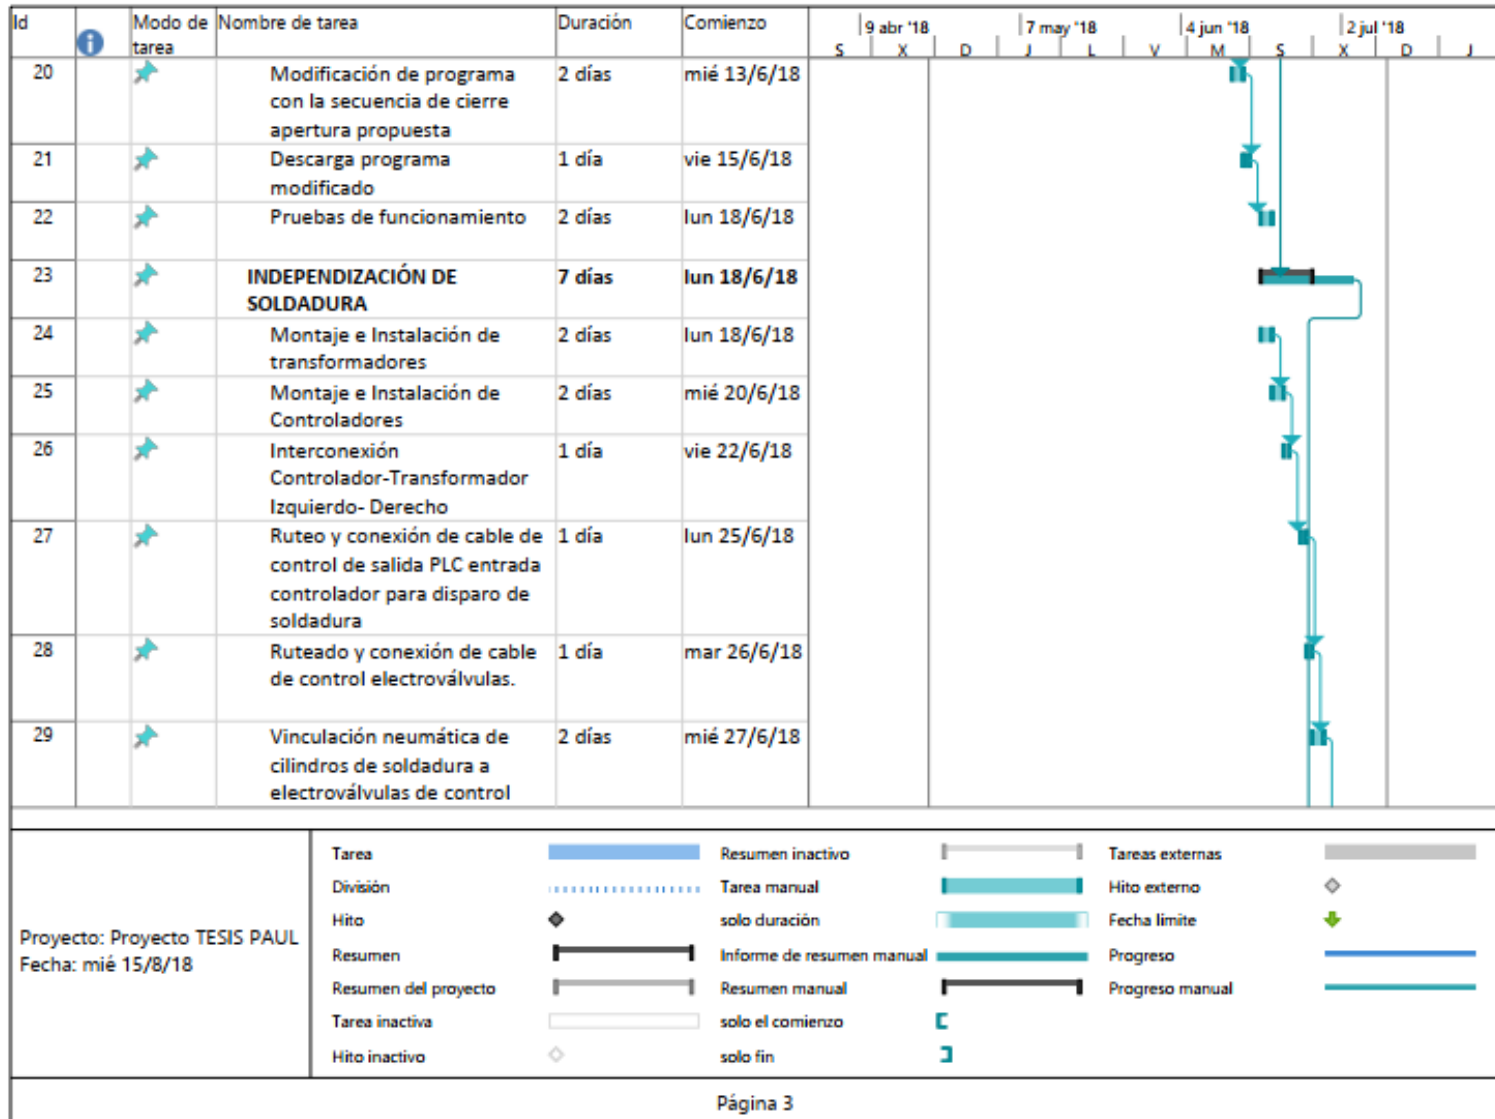 Id
Modo de tarea
Nombre de tarea
Duración
Comienzo
9 abr '18
7 may '18
4 jun '18
2 jul '18
S X D J L V M S X D J
20
Modificación de programa
con la secuencia de cierre
apertura propuesta
2 días
mié 13/6/18
21
Descarga programa
modificado
1 día
vie 15/6/18
22
Pruebas de funcionamiento
2 días
lun 18/6/18
23
INDEPENDIZACIÓN DE
SOLDADURA
7 días
lun 18/6/18
24
Montaje e Instalación de
transformadores
2 días
lun 18/6/18
25
Montaje e Instalación de
Controladores
2 días
mié 20/6/18
26
Interconexión
Controlador-Transformador
Izquierdo- Derecho
1 día
vie 22/6/18
27
Ruteo y conexión de cable de
control de salida PLC entrada
controlador para disparo de
soldadura
1 día
lun 25/6/18
28
Ruteado y conexión de cable
de control electroválvulas.
1 día
mar 26/6/18
29
Vinculación neumática de
cilindros de soldadura a
electroválvulas de control
2 días
mié 27/6/18
Proyecto: Proyecto TESIS PAUL
Fecha: mié 15/8/18
Tarea
División
Hito
Resumen
Resumen del proyecto
Tarea inactiva
Hito inactivo
Resumen inactivo
Tarea manual
solo duración
Informe de resumen manual
Resumen manual
solo el comienzo
solo fin
Tareas externas
Hito externo
Fecha límite
Progreso
Progreso manual
Página 3